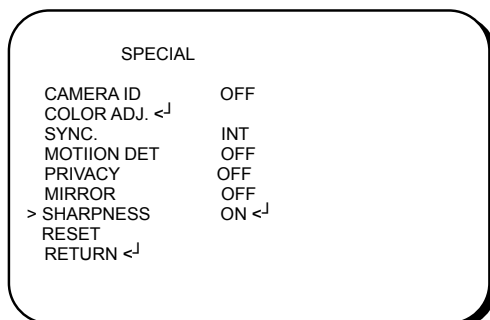 SPECIAL
CAMERA ID OFF
COLOR ADJ. <┘
SYNC. INT
MOTIION DET OFF
PRIVACY OFF
MIRROR OFF
> SHARPNESS ON <┘
RESET
RETURN <┘